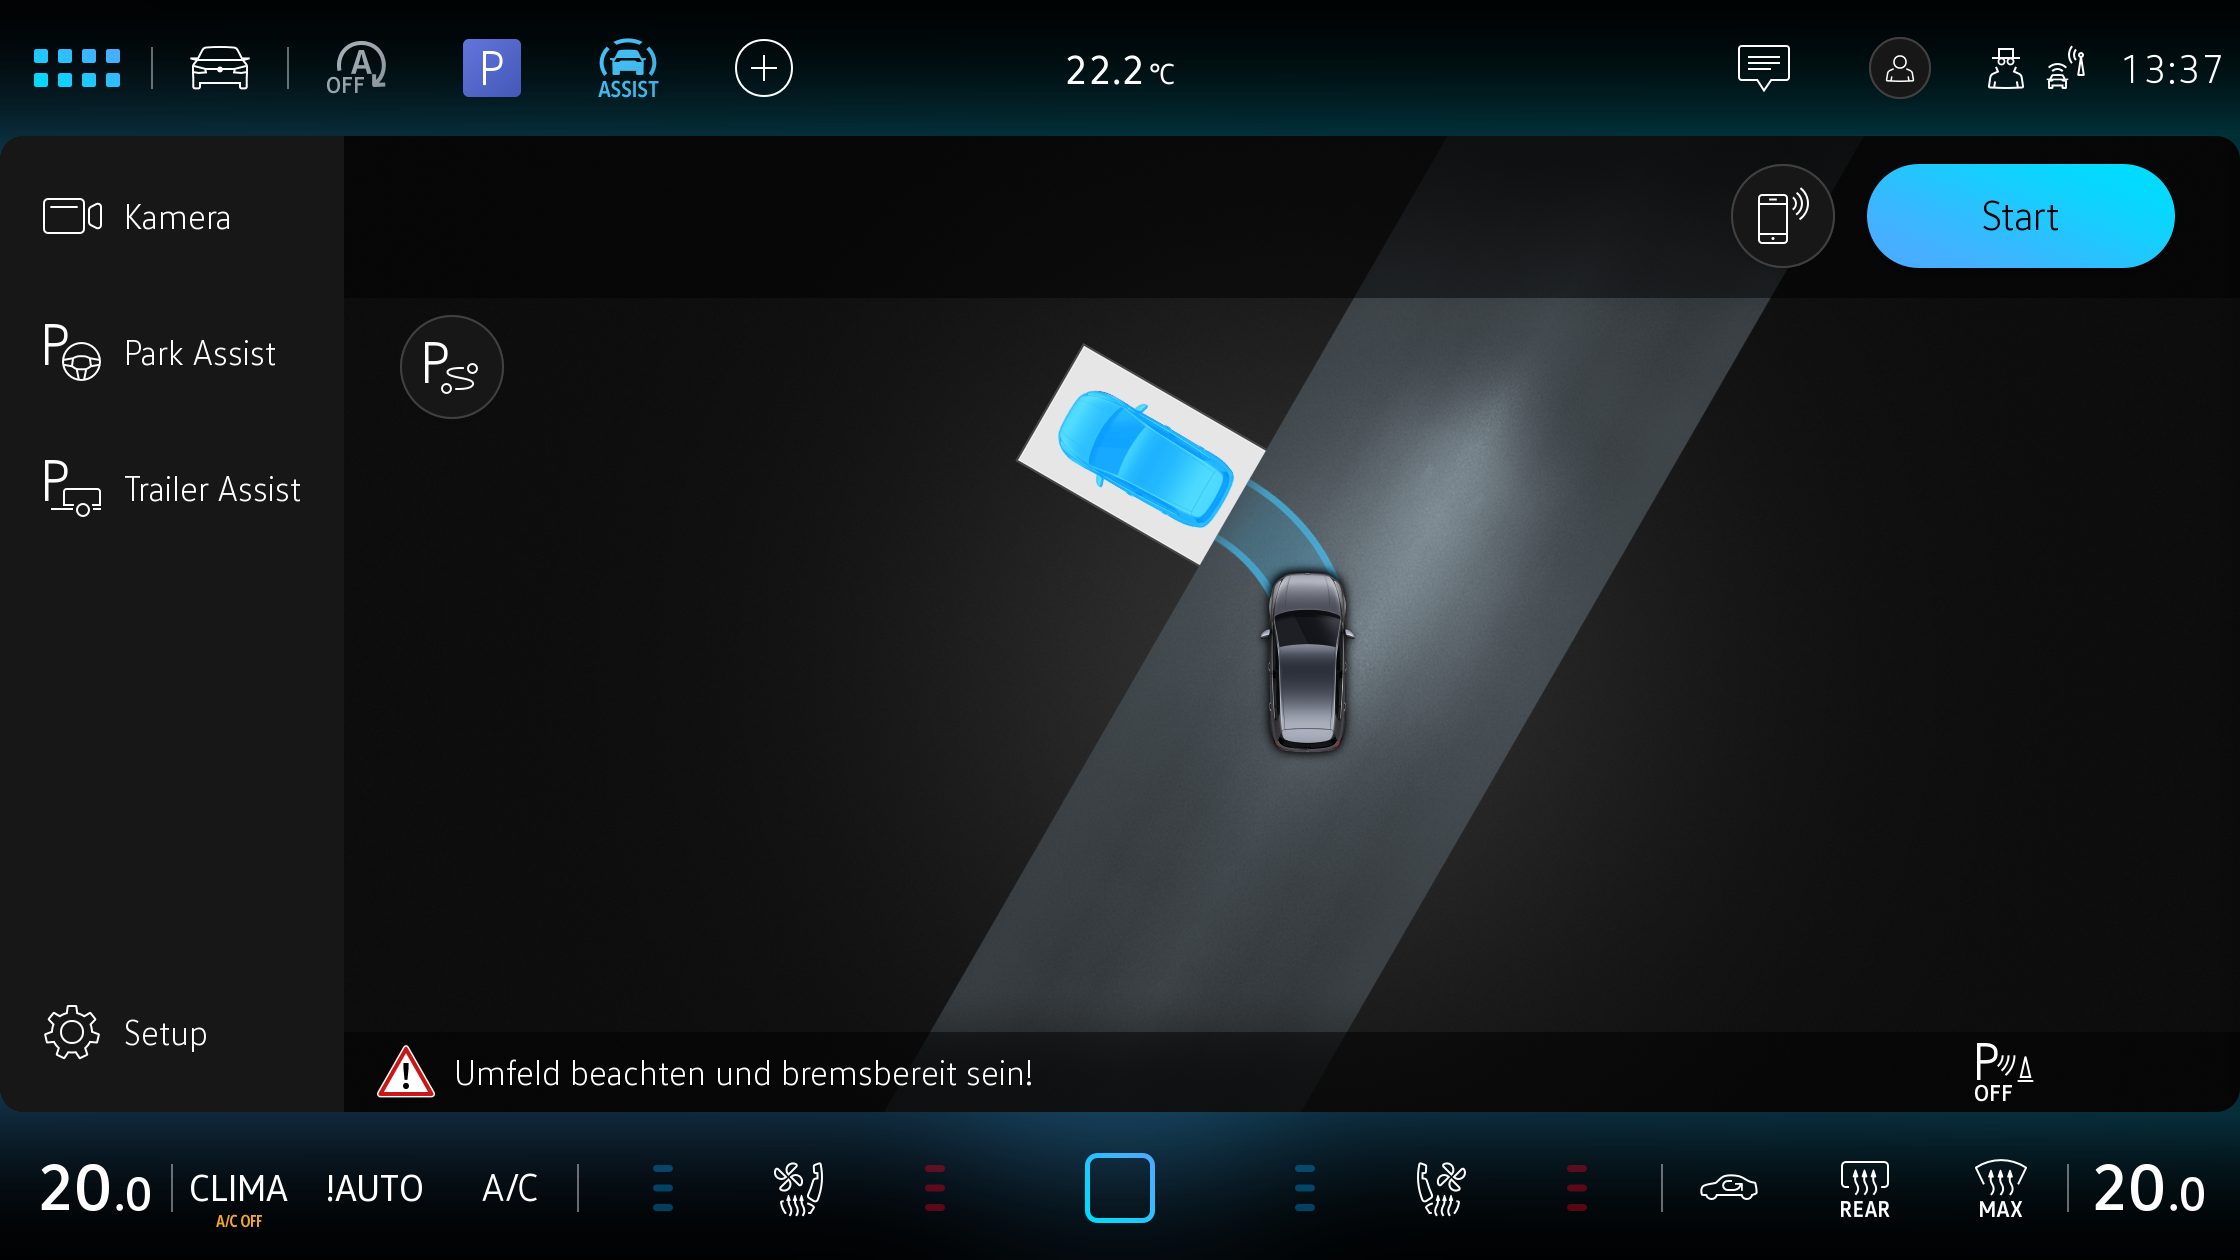 A
OFF
P
ASSIST
22.2 °C
13:37
Kamera
Start
P
Park Assist
P
Trailer Assist
P
Setup
Umfeld beachten und bremsbereit sein!
P
OFF
20.0
CLIMA
A/C OFF
!AUTO
A/C
REAR
MAX
20.0